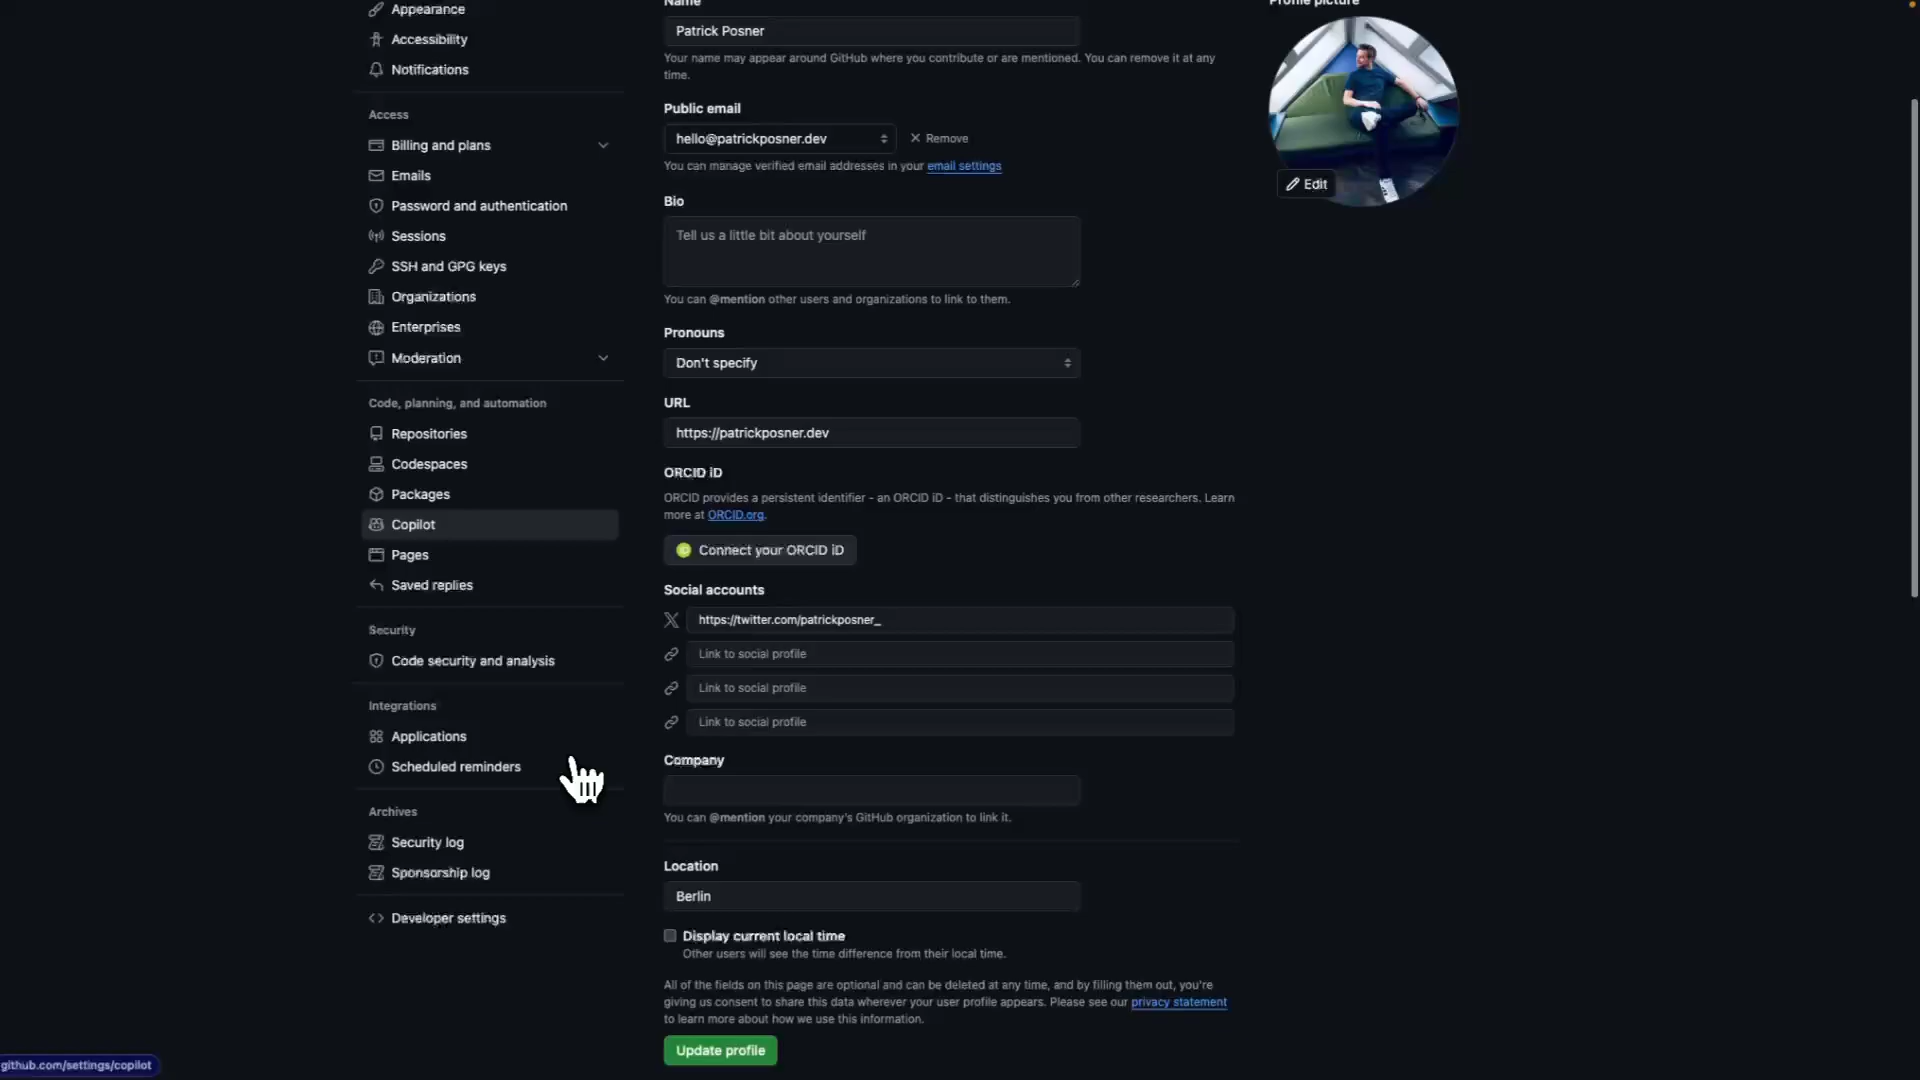 Appearance
Accessibility
Notifications
Access
Billing and plans
Emails
Password and authentication
Sessions
SSH and GPG keys
Organizations
Enterprises
Moderation
Code, planning, and automation
Repositories
Codespaces
Packages
Copilot
Pages
Saved replies
Security
Code security and analysis
Integrations
Applications
Scheduled reminders
Archives
Security log
Sponsorship log
Developer settings
Name
Patrick Posner
Your name may appear around GitHub where you contribute or are mentioned. You can remove it at any
time.
Public email
hello@patrickposner.dev
Remove
You can manage verified email addresses in your email settings
Bio
Tell us a little bit about yourself
You can @mention other users and organizations to link to them.
Pronouns
Don't specify
URL
https://patrickposner.dev
ORCID iD
ORCID provides a persistent identifier - an ORCID iD - that distinguishes you from other researchers. Learn
more at ORCID.org.
Connect your ORCID iD
Social accounts
https://twitter.com/patrickposner_
Link to social profile
Link to social profile
Link to social profile
Company
You can @mention your company's GitHub organization to link it.
Location
Berlin
Display current local time
Other users will see the time difference from their local time.
All of the fields on this page are optional and can be deleted at any time, and by filling them out, you're
giving us consent to share this data wherever your user profile appears. Please see our privacy statement
to learn more about how we use this information.
Update profile
Profile picture
Edit
github.com/settings/copilot